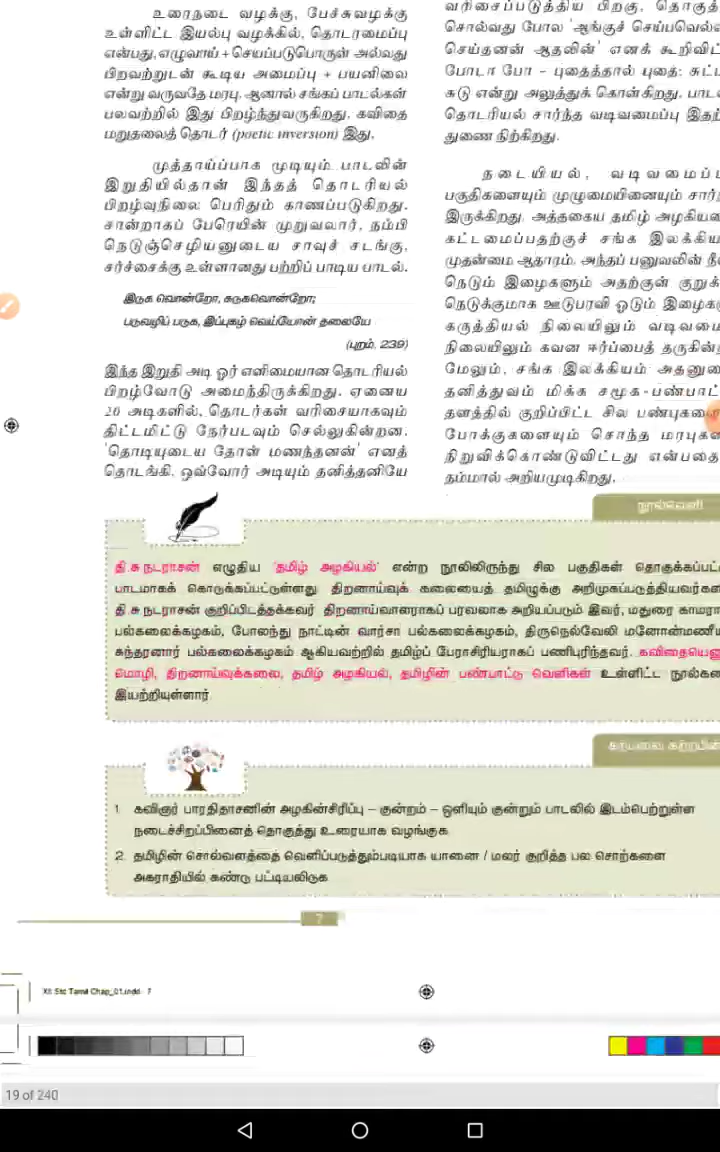 உரைநடை வழக்கு, பேச்சுவழக்கு
உள்ளிட்ட இயல்பு வழக்கில், தொடரமைப்பு
என்பது, எழுவாய் + செயப்படுபொருள் அல்லது
பிறவற்றுடன் கூடிய அமைப்பு + பயனிலை
என்று வருவதே மரபு. ஆனால் சங்கப் பாடல்கள்
பலவற்றில் இது பிறழ்ந்துவருகிறது. கவிதை
மறுதலைத் தொடர் (poetic inversion) இது.
முத்தாய்ப்பாக முடியும் பாடலின்
இறுதியில்தான் இந்தத் தொடரியல்
பிறழ்வுநிலை பெரிதும் காணப்படுகிறது.
சான்றாகப் பேரெயின் முறுவலார், நம்பி
நெடுஞ்செழியனுடைய சாவுச் சடங்கு,
சர்ச்சைக்கு உள்ளானது பற்றிப் பாடிய பாடல்.
இடுக வொன்றோ, சுடுகவொன்றோ;
படுவழிப் படுக, இப்புகழ் வெய்யோன் தலையே
(புறம். 239)
இந்த இறுதி அடி ஓர் எளிமையான தொடரியல்
பிறழ்வோடு அமைந்திருக்கிறது. ஏனைய
20 அடிகளில், தொடர்கள் வரிசையாகவும்
திட்டமிட்டு நேர்படவும் செல்லுகின்றன.
'தொடியுடைய தோள் மணந்தனன்' எனத்
தொடங்கி, ஒவ்வோர் அடியும் தனித்தனியே
வரிசைப்படுத்திய பிறகு, தொகுத்
சொல்வது போல 'ஆங்குச் செய்பவெல்
செய்தனன் ஆதலின்' எனக் கூறிவிட்
போடா போ – புதைத்தால் புதை; சுட்
சுடு என்று அலுத்துக் கொள்கிறது. பாட
தொடரியல் சார்ந்த வடிவமைப்பு இதற்
துணை நிற்கிறது.
நடையியல், வடிவமைப்
பகுதிகளையும் முழுமையினையும் சார்ந்
இருக்கிறது. அத்தகைய தமிழ் அழகிய
கட்டமைப்பதற்குச் சங்க இலக்கிய
முதன்மை ஆதாரம். அந்தப் பனுவலின் நீ
நெடும் இழைகளும் அதற்குள் குறுக்
நெடுக்குமாக ஊடுபரவி ஓடும் இழைக
கருத்தியல் நிலையிலும் வடிவமை
நிலையிலும் கவன ஈர்ப்பைத் தருகின்
மேலும், சங்க இலக்கியம் அதனு
தனித்துவம் மிக்க சமூக-பண்பாட்
தளத்தில் குறிப்பிட்ட சில பண்புகளை
போக்குகளையும் சொந்த மரபுக
நிறுவிக்கொண்டுவிட்டது என்பதை
நம்மால் அறியமுடிகிறது.
நூல்வெளி
தி.சு.நடராசன் எழுதிய 'தமிழ் அழகியல்' என்ற நூலிலிருந்து சில பகுதிகள் தொகுக்கப்பட்
பாடமாகக் கொடுக்கப்பட்டுள்ளது. திறனாய்வுக் கலையைத் தமிழுக்கு அறிமுகப்படுத்தியவர்க
தி.சு.நடராசன் குறிப்பிடத்தக்கவர். திறனாய்வாளராகப் பரவலாக அறியப்படும் இவர், மதுரை காமரா
பல்கலைக்கழகம், போலந்து நாட்டின் வார்சா பல்கலைக்கழகம், திருநெல்வேலி மனோன்மணீய
சுந்தரனார் பல்கலைக்கழகம் ஆகியவற்றில் தமிழ்ப் பேராசிரியராகப் பணிபுரிந்தவர். கவிதையெனு
மொழி, திறனாய்வுக்கலை, தமிழ் அழகியல், தமிழின் பண்பாட்டு வெளிகள் உள்ளிட்ட நூல்க
இயற்றியுள்ளார்.
கற்பவை கற்றபின்
1. கவிஞர் பாரதிதாசனின் அழகின்சிரிப்பு – குன்றம் – ஒளியும் குன்றும் பாடலில் இடம்பெற்றுள்ள
நடைச்சிறப்பினைத் தொகுத்து உரையாக வழங்குக.
2. தமிழின் சொல்வளத்தை வெளிப்படுத்தும்படியாக யானை / மலர் குறித்த பல சொற்களை
அகராதியில் கண்டு பட்டியலிடுக.
7
XII Std Tamil Chap_01.indd 7
19 of 240